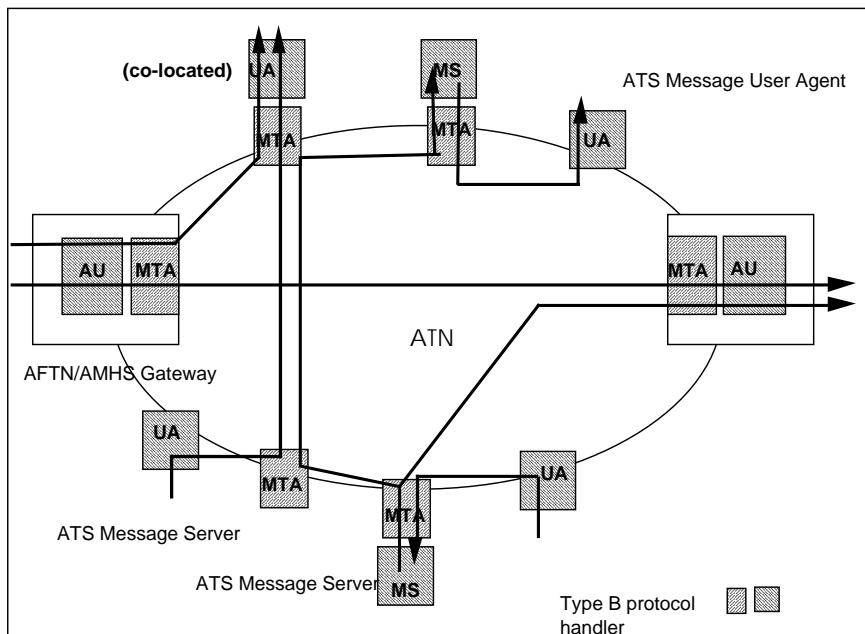 (co-located)
UA
MS
ATS Message User Agent
MTA
MTA
UA
AU
MTA
MTA
AU
ATN
AFTN/AMHS Gateway
UA
MTA
UA
MTA
ATS Message Server
ATS Message Server
MS
Type B protocol
handler